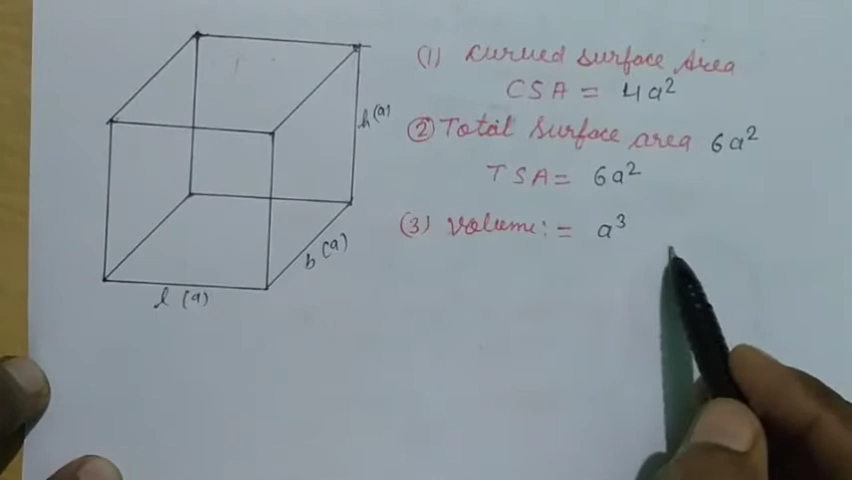 (1) Curved Surface Area
CSA = 4a²
② Total Surface area 6a²
TSA = 6a²
(3) Volume:- = a³
h(a)
b(a)
l (a)